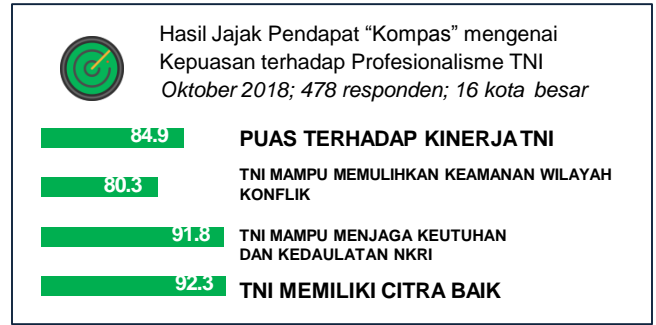 Hasil Jajak Pendapat “Kompas” mengenai
Kepuasan terhadap Profesionalisme TNI
Oktober 2018; 478 responden; 16 kota besar
84.9 PUAS TERHADAP KINERJA TNI
80.3 TNI MAMPU MEMULIHKAN KEAMANAN WILAYAH
KONFLIK
91.8 TNI MAMPU MENJAGA KEUTUHAN
DAN KEDAULATAN NKRI
92.3 TNI MEMILIKI CITRA BAIK